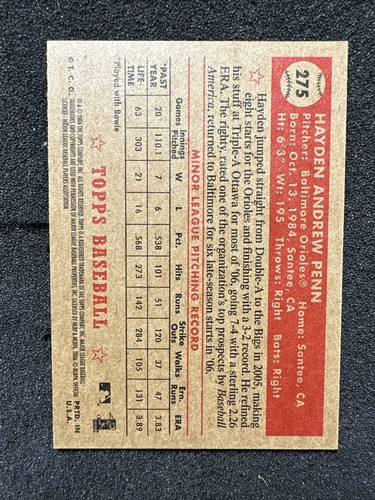 275
HAYDEN ANDREW PENN
Pitcher: Baltimore Orioles® Home: Santee, CA
Born: Oct. 13, 1984, Santee, CA
Ht: 6'3" Wt: 195 Throws: Right Bats: Right
Hayden jumped straight from Double-A to the Bigs in 2005, making
eight starts for the Orioles and finishing with a 3-2 record. He refined
his stuff at Triple-A Ottawa for most of '06, going 7-4 with a sterling 2.26
ERA. The righty, rated one of the organization's top prospects by Baseball
America, returned to Baltimore for six late-season starts in '06.
MINOR LEAGUE PITCHING RECORD
Games Innings Pitched W L Pct. Hits Runs Strike Outs Walks Ern. Runs ERA
*PAST YEAR 20 110.1 7 6 538 101 51 120 37 47 3.83
LIFE-TIME 63 303 21 16 568 273 142 284 105 131 3.89
*Played with Bowie
TOPPS BASEBALL
© T.C.G.
PRTD. IN
U.S.A.